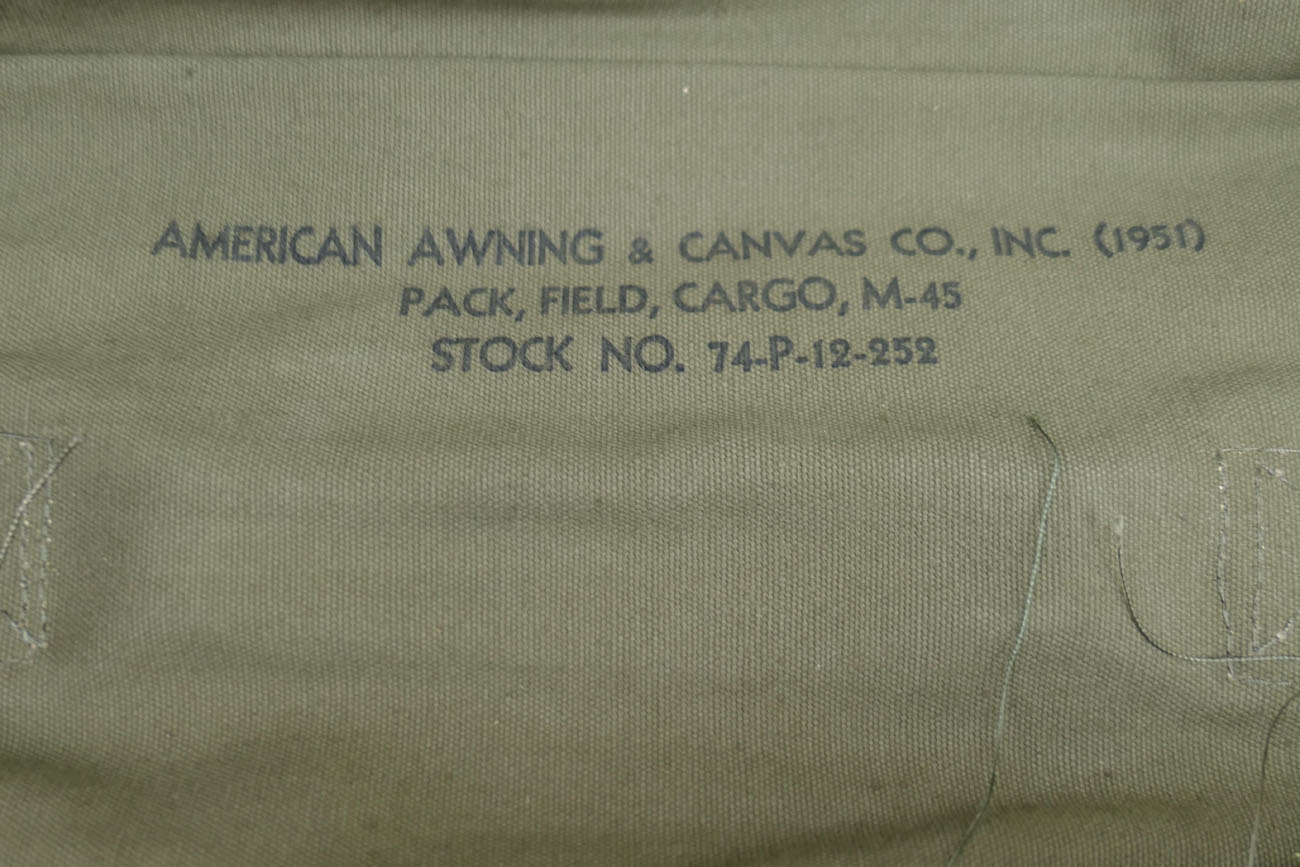 AMERICAN AWNING & CANVAS CO., INC. (1951)
PACK, FIELD, CARGO, M-45
STOCK NO. 74-P-12-252